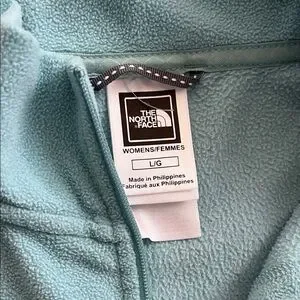 THE
NORTH
FACE
WOMENS/FEMMES
L/G
Made in Philippines
Fabriqué aux Philippines